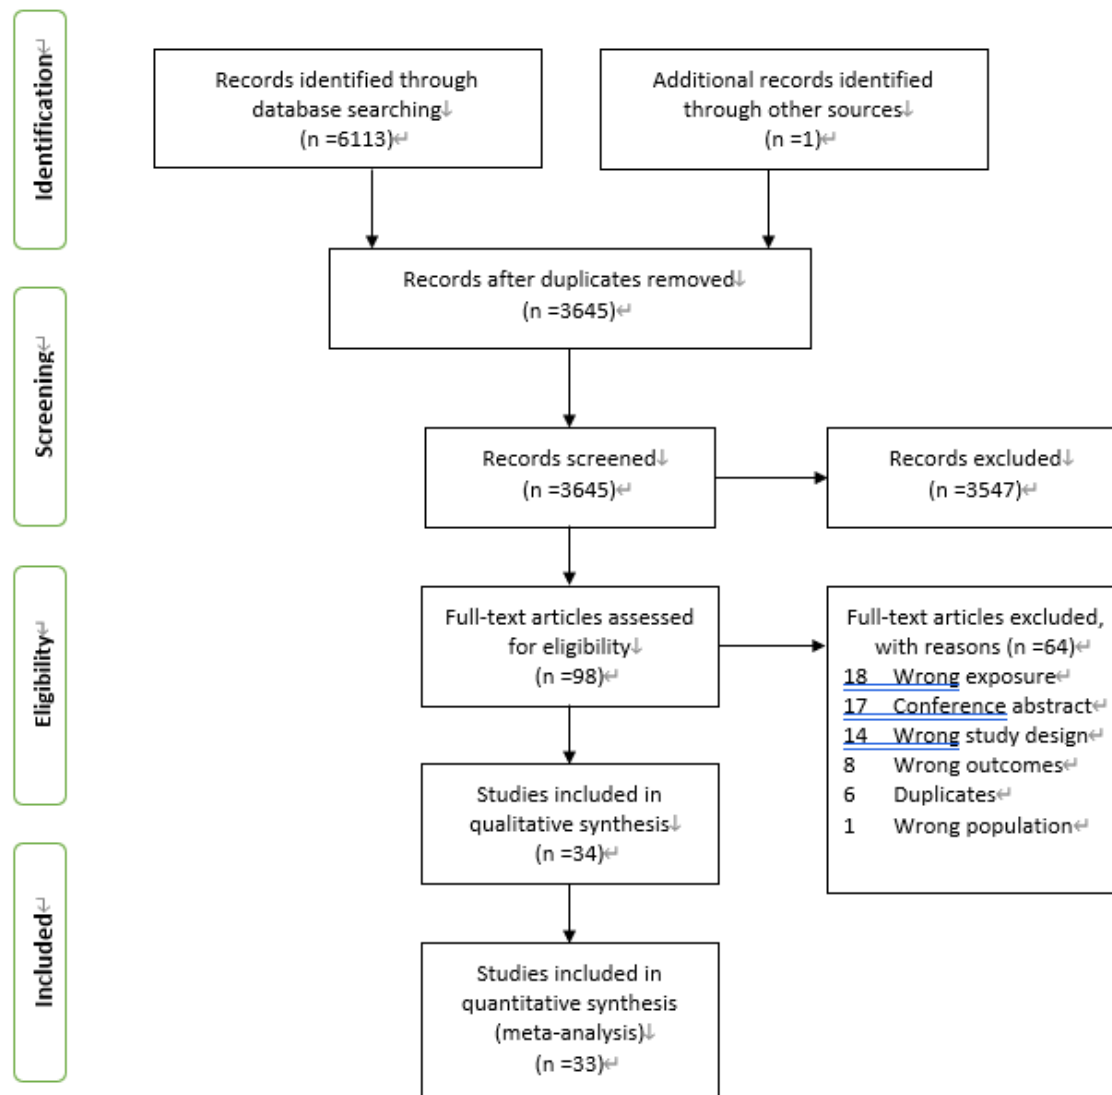 Identification
Records identified through
database searching↓
(n =6113)↵
Additional records identified
through other sources↓
(n =1)↵
Records after duplicates removed↓
(n =3645)↵
Screening
Records screened↓
(n =3645)↵
Records excluded↓
(n =3547)↵
Eligibility
Full-text articles assessed
for eligibility↓
(n =98)↵
Full-text articles excluded,
with reasons (n =64)↵
18 Wrong exposure↵
17 Conference abstract↵
14 Wrong study design↵
8 Wrong outcomes↵
6 Duplicates↵
1 Wrong population↵
Studies included in
qualitative synthesis↓
(n =34)↵
Included
Studies included in
quantitative synthesis
(meta-analysis)↓
(n =33)↵